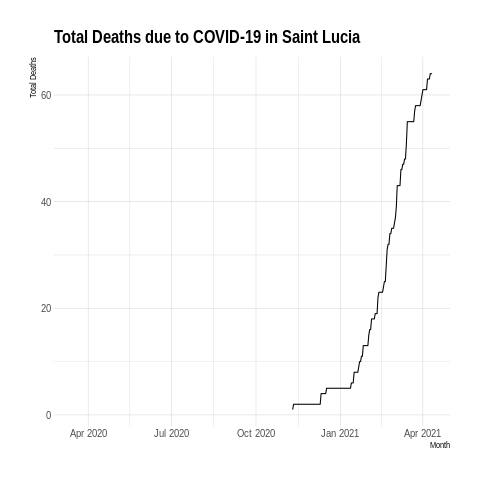 Total Deaths due to COVID-19 in Saint Lucia
Total Deaths
60
40
20
0
Apr 2020 Jul 2020 Oct 2020 Jan 2021 Apr 2021
Month